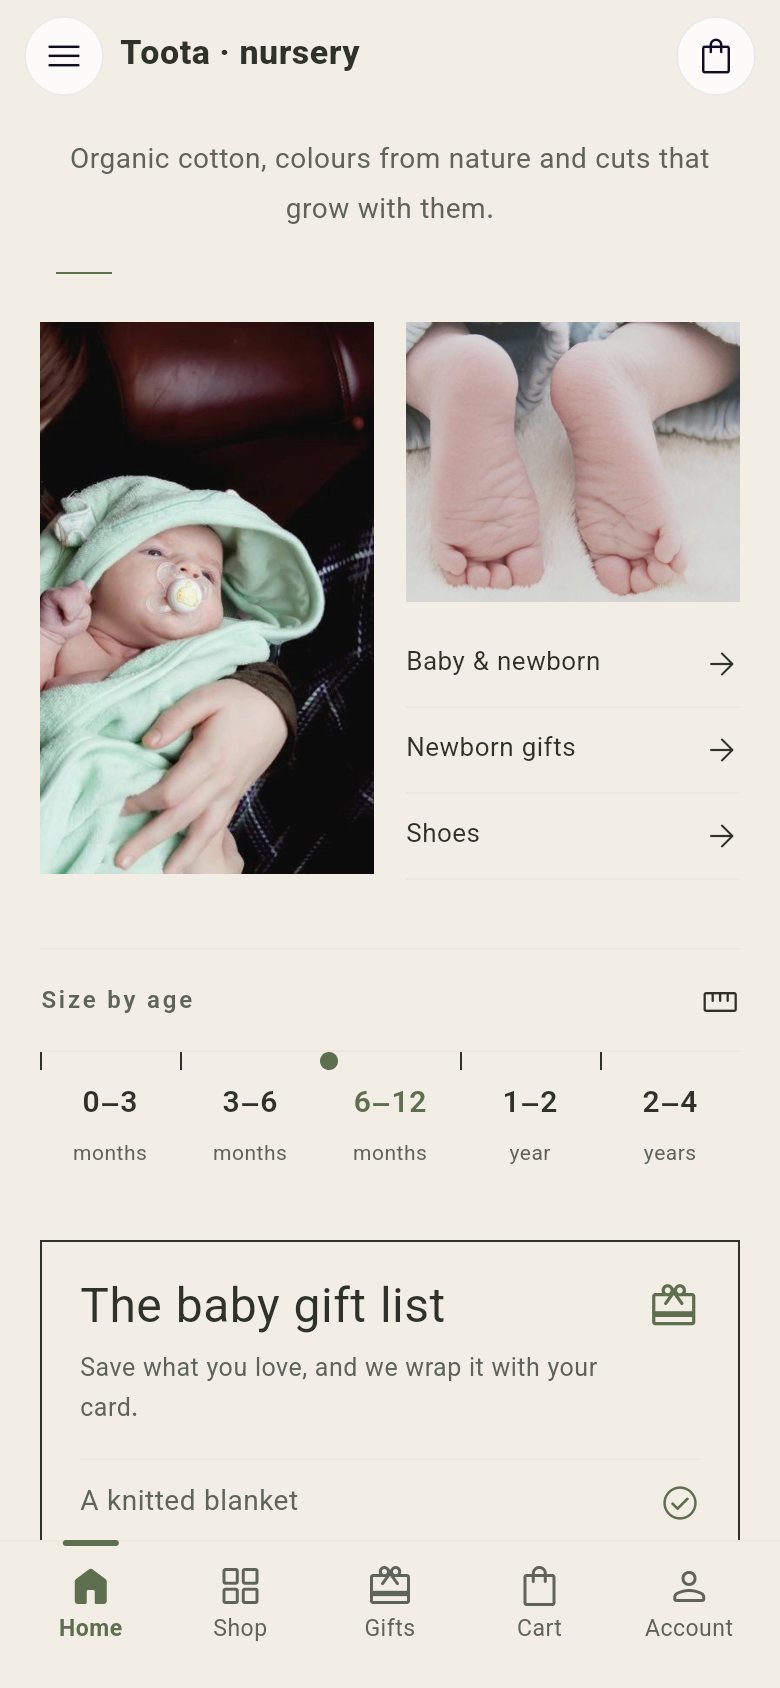 Toota · nursery
Organic cotton, colours from nature and cuts that
grow with them.
Baby & newborn
Newborn gifts
Shoes
Size by age
0–3
months
3–6
months
6–12
months
1–2
year
2–4
years
The baby gift list
Save what you love, and we wrap it with your
card.
A knitted blanket
Home
Shop
Gifts
Cart
Account